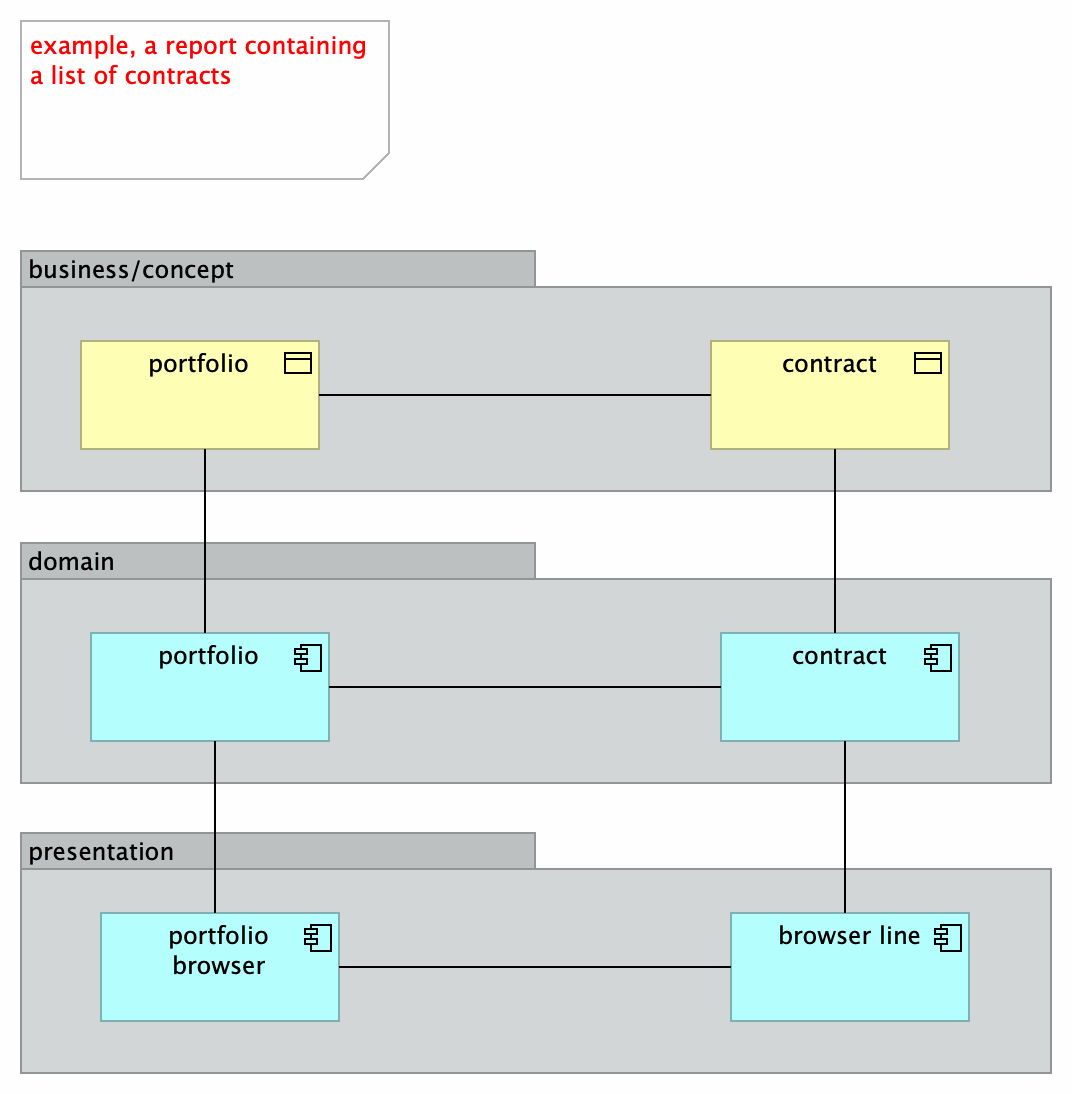 example, a report containing
a list of contracts
business/concept
portfolio
contract
domain
portfolio
contract
presentation
portfolio
browser
browser line